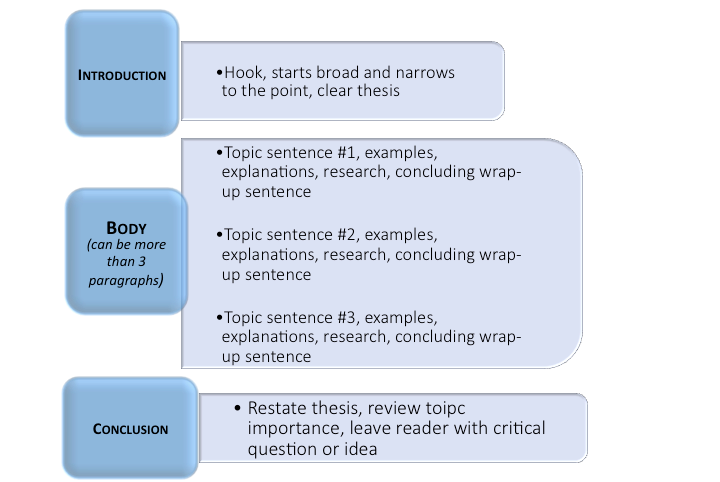 INTRODUCTION
•Hook, starts broad and narrows
to the point, clear thesis
BODY
(can be more
than 3
paragraphs)
•Topic sentence #1, examples,
explanations, research, concluding wrap-
up sentence
•Topic sentence #2, examples,
explanations, research, concluding wrap-
up sentence
•Topic sentence #3, examples,
explanations, research, concluding wrap-
up sentence
CONCLUSION
• Restate thesis, review toipc
importance, leave reader with critical
question or idea